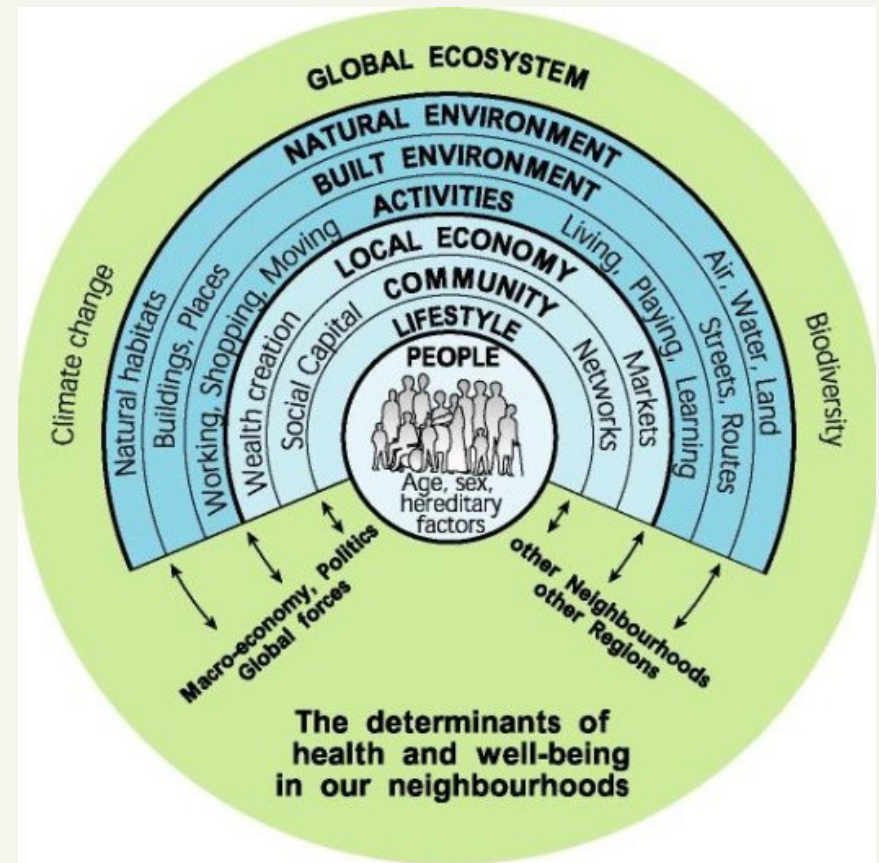 GLOBAL ECOSYSTEM
NATURAL ENVIRONMENT
BUILT ENVIRONMENT
ACTIVITIES
LOCAL ECONOMY
COMMUNITY
LIFESTYLE
PEOPLE
Age, sex,
hereditary
factors
Climate change
Natural habitats
Buildings, Places
Working, Shopping, Moving
Wealth creation
Social Capital
Living, Playing, Learning
Air, Water, Land
Streets, Routes
Markets
Networks
Biodiversity
Macro-economy, Politics
Global forces
other Neighbourhoods
other Regions
The determinants of
health and well-being
in our neighbourhoods